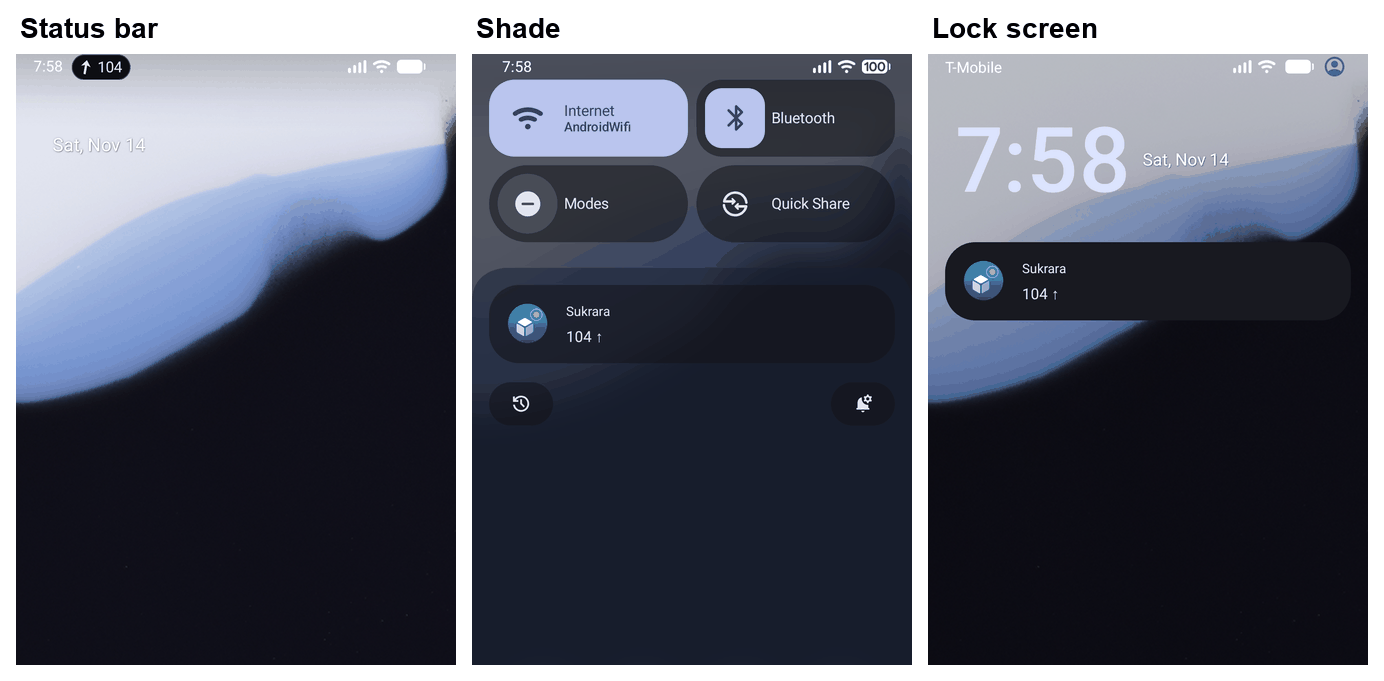 Status bar
7:58 104
Sat, Nov 14
Shade
7:58 100
Internet
AndroidWifi
Bluetooth
Modes
Quick Share
Sukrara
104 ↑
Lock screen
T-Mobile
7:58 Sat, Nov 14
Sukrara
104 ↑